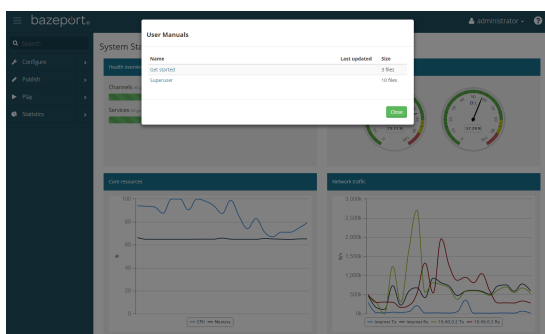 bazeport®
administrator
Search
Configure
Publish
Play
Statistics
System Sta
Health overview
Channels
Services
User Manuals
Name Last updated Size
Get started 3 files
Superuser 10 files
Close
Core resources
100
80
60
40
20
0
%
CPU Memory
Network traffic
3,000k
2,500k
2,000k
1,500k
1,000k
500k
0k